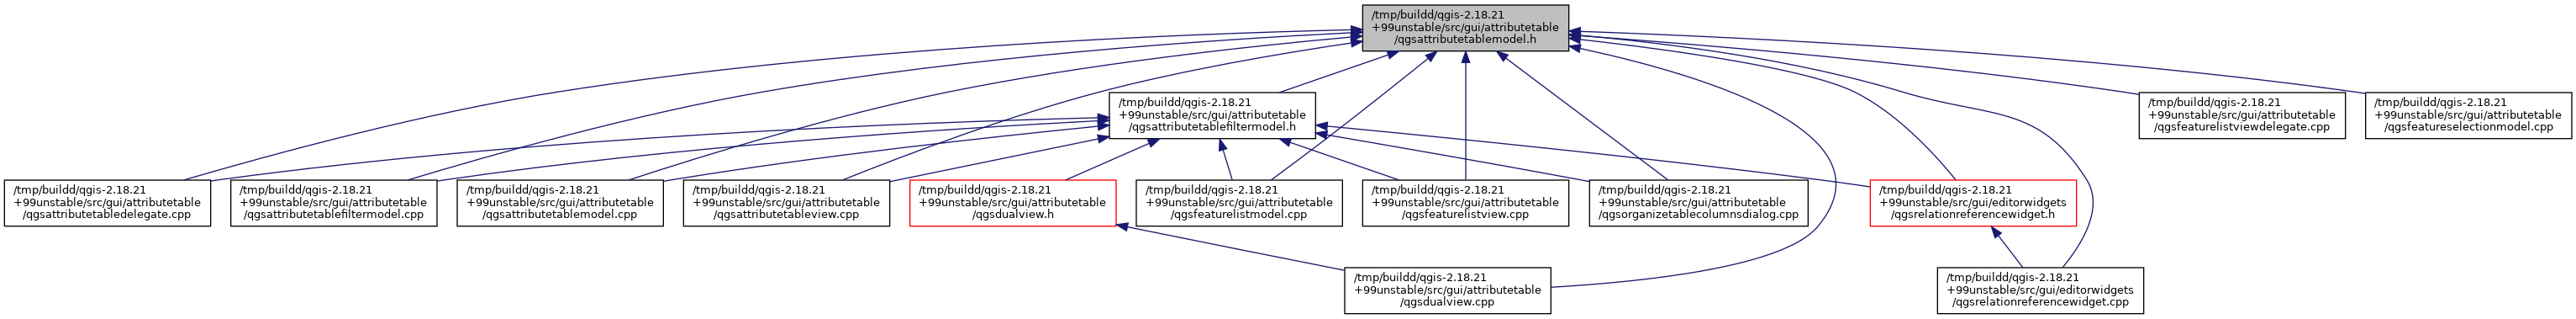 /tmp/buildd/qgis-2.18.21
+99unstable/src/gui/attributetable
/qgsattributetablemodel.h
/tmp/buildd/qgis-2.18.21
+99unstable/src/gui/attributetable
/qgsattributetablefiltermodel.h
/tmp/buildd/qgis-2.18.21
+99unstable/src/gui/attributetable
/qgsfeaturelistviewdelegate.cpp
/tmp/buildd/qgis-2.18.21
+99unstable/src/gui/attributetable
/qgsfeatureselectionmodel.cpp
/tmp/buildd/qgis-2.18.21
+99unstable/src/gui/attributetable
/qgsattributetabledelegate.cpp
/tmp/buildd/qgis-2.18.21
+99unstable/src/gui/attributetable
/qgsattributetablefiltermodel.cpp
/tmp/buildd/qgis-2.18.21
+99unstable/src/gui/attributetable
/qgsattributetablemodel.cpp
/tmp/buildd/qgis-2.18.21
+99unstable/src/gui/attributetable
/qgsattributetableview.cpp
/tmp/buildd/qgis-2.18.21
+99unstable/src/gui/attributetable
/qgsdualview.h
/tmp/buildd/qgis-2.18.21
+99unstable/src/gui/attributetable
/qgsfeaturelistmodel.cpp
/tmp/buildd/qgis-2.18.21
+99unstable/src/gui/attributetable
/qgsfeaturelistview.cpp
/tmp/buildd/qgis-2.18.21
+99unstable/src/gui/attributetable
/qgsorganizetablecolumnsdialog.cpp
/tmp/buildd/qgis-2.18.21
+99unstable/src/gui/editorwidgets
/qgsrelationreferencewidget.h
/tmp/buildd/qgis-2.18.21
+99unstable/src/gui/attributetable
/qgsdualview.cpp
/tmp/buildd/qgis-2.18.21
+99unstable/src/gui/editorwidgets
/qgsrelationreferencewidget.cpp